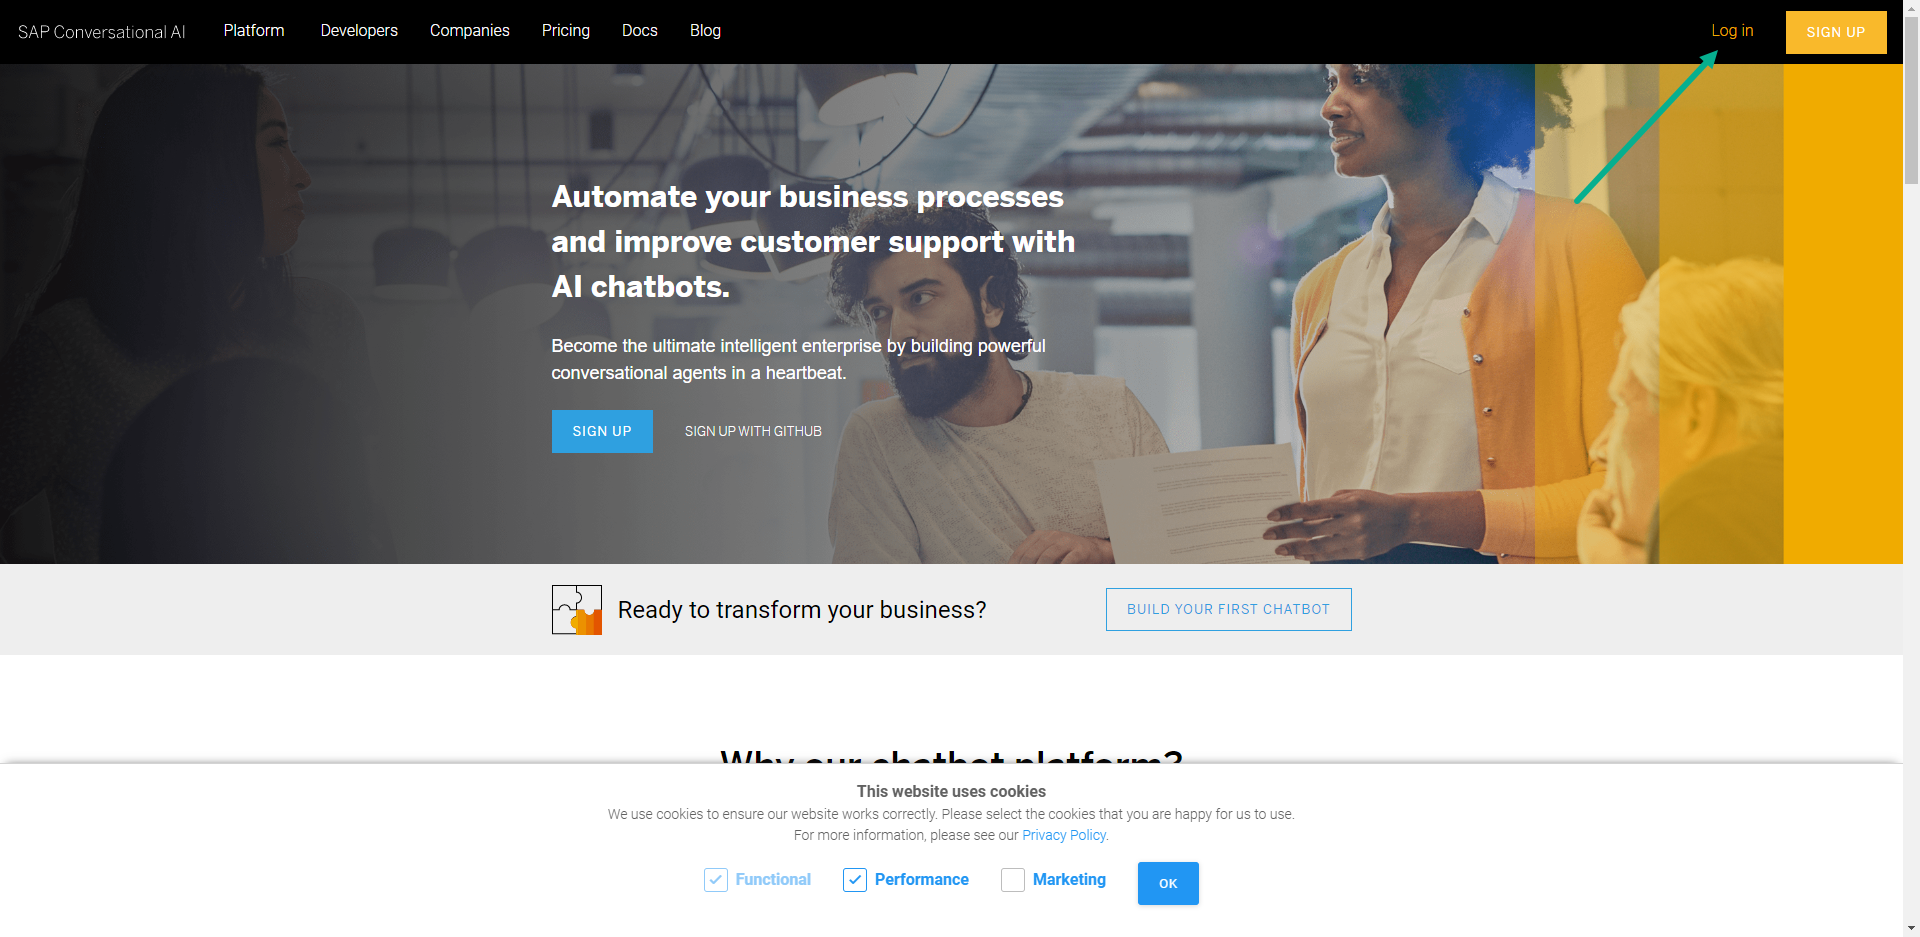 SAP Conversational AI
Platform
Developers
Companies
Pricing
Docs
Blog
Log in
SIGN UP
Automate your business processes
and improve customer support with
AI chatbots.
Become the ultimate intelligent enterprise by building powerful
conversational agents in a heartbeat.
SIGN UP
SIGN UP WITH GITHUB
Ready to transform your business?
BUILD YOUR FIRST CHATBOT
Why our chatbot platform?
This website uses cookies
We use cookies to ensure our website works correctly. Please select the cookies that you are happy for us to use.
For more information, please see our Privacy Policy.
Functional
Performance
Marketing
OK